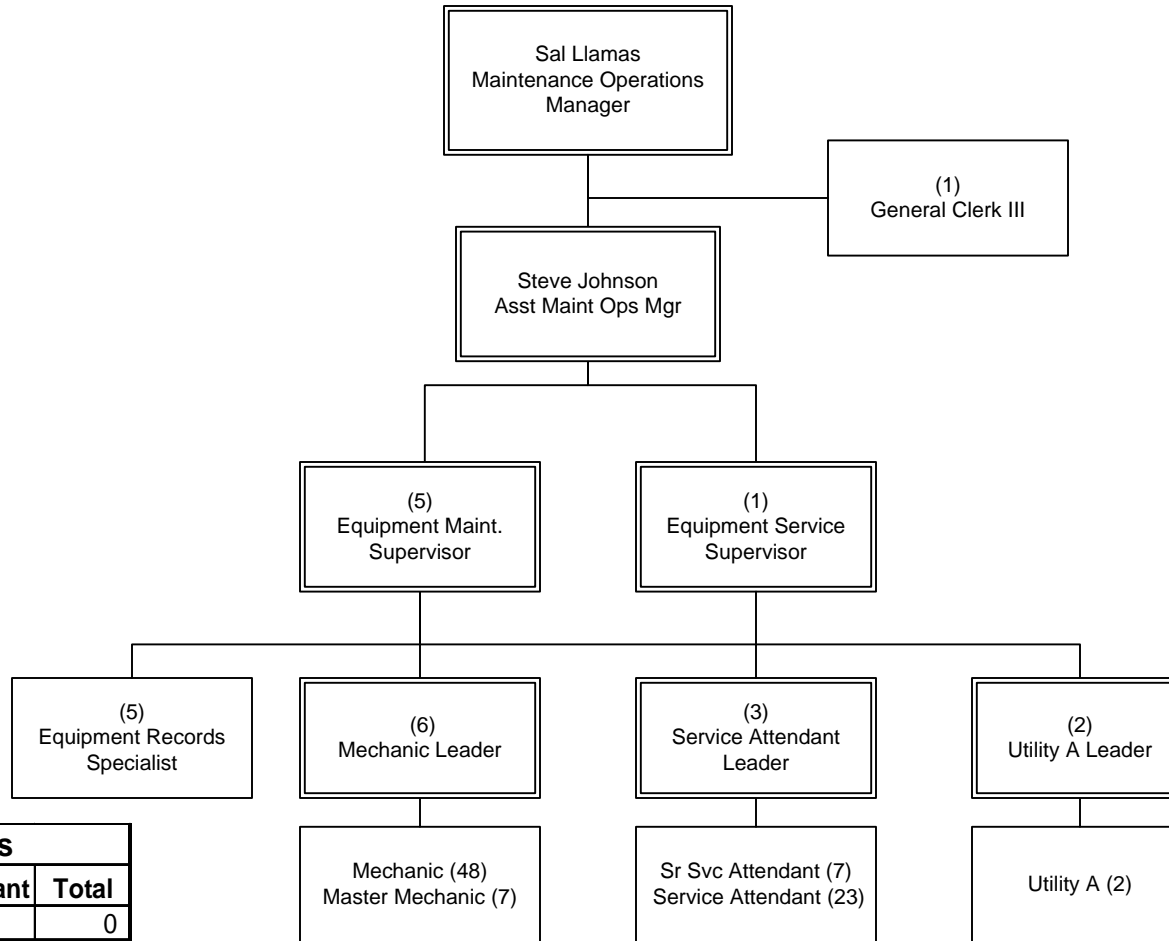 Sal Llamas
Maintenance Operations
Manager
(1)
General Clerk III
Steve Johnson
Asst Maint Ops Mgr
(5)
Equipment Maint.
Supervisor
(1)
Equipment Service
Supervisor
(5)
Equipment Records
Specialist
(6)
Mechanic Leader
(3)
Service Attendant
Leader
(2)
Utility A Leader
Mechanic (48)
Master Mechanic (7)
Sr Svc Attendant (7)
Service Attendant (23)
Utility A (2)
Total
0